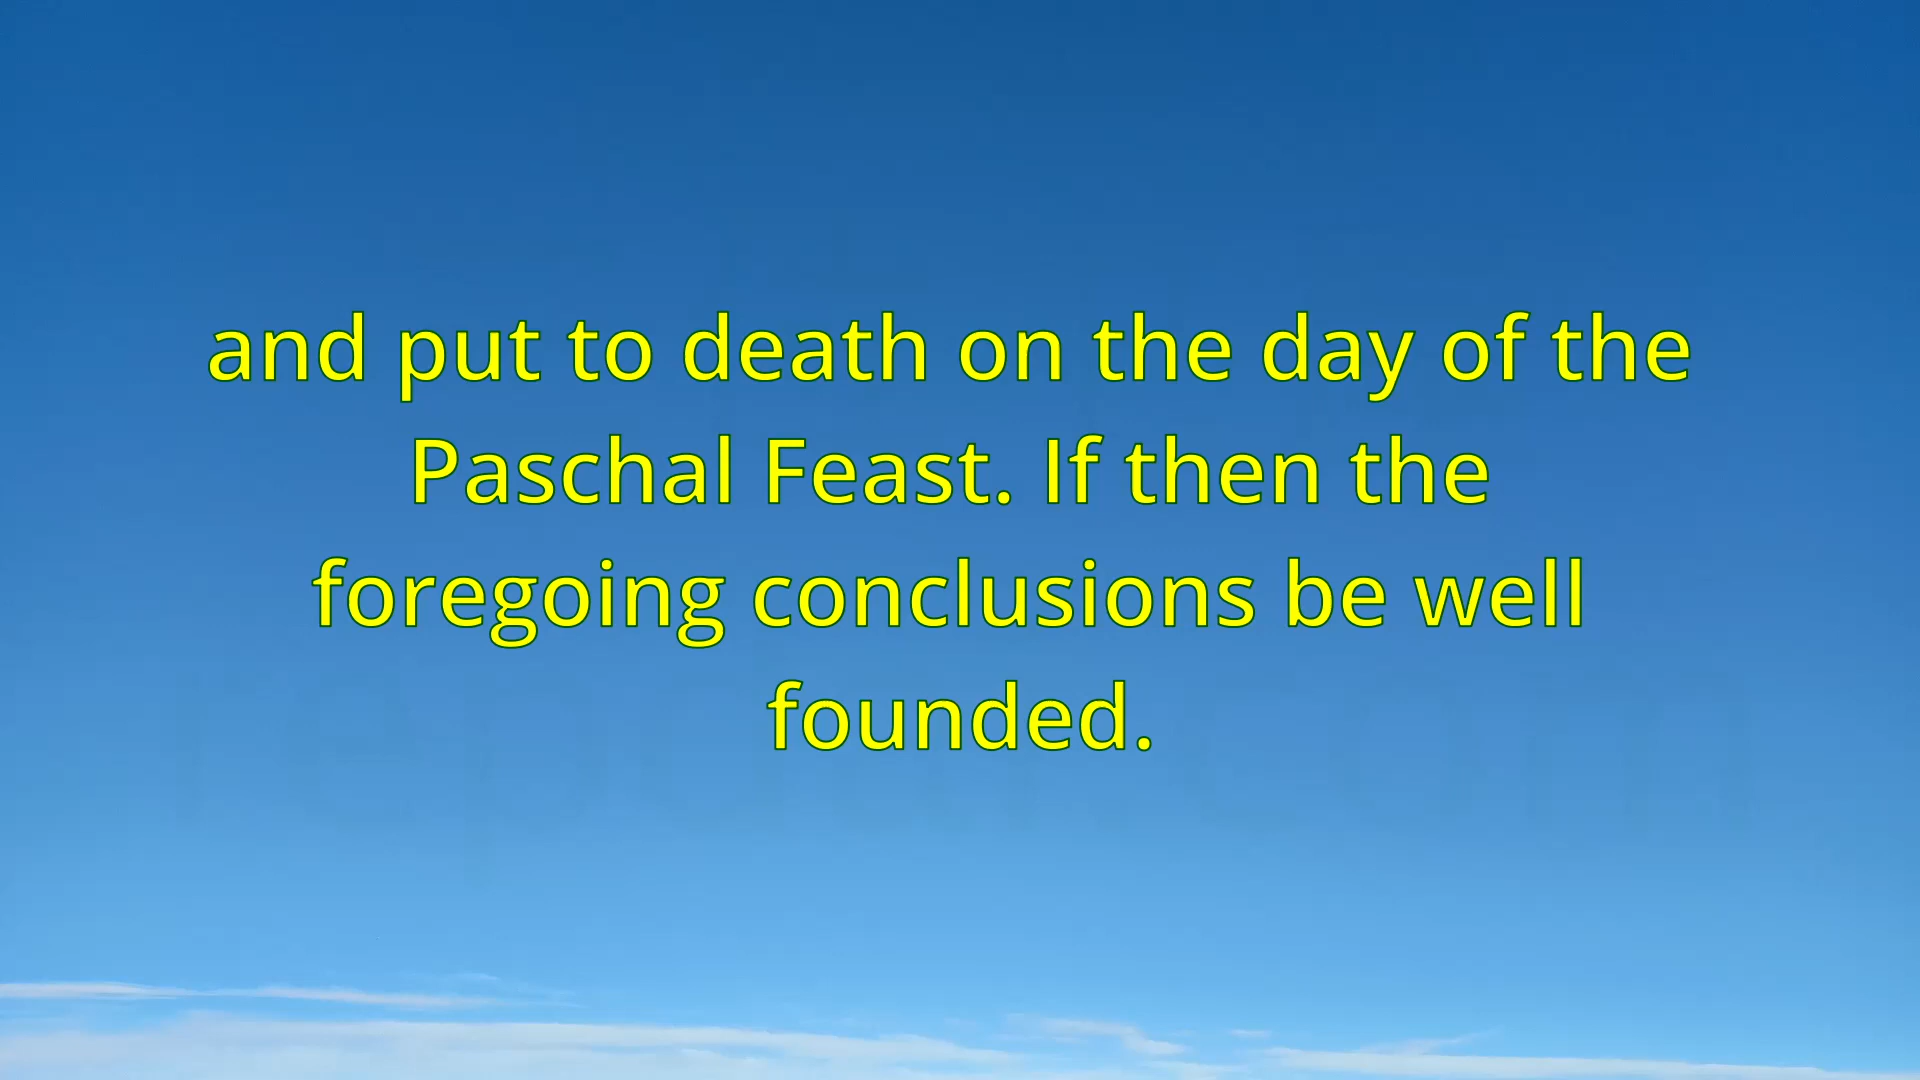 and put to death on the day of the
Paschal Feast. If then the
foregoing conclusions be well
founded.